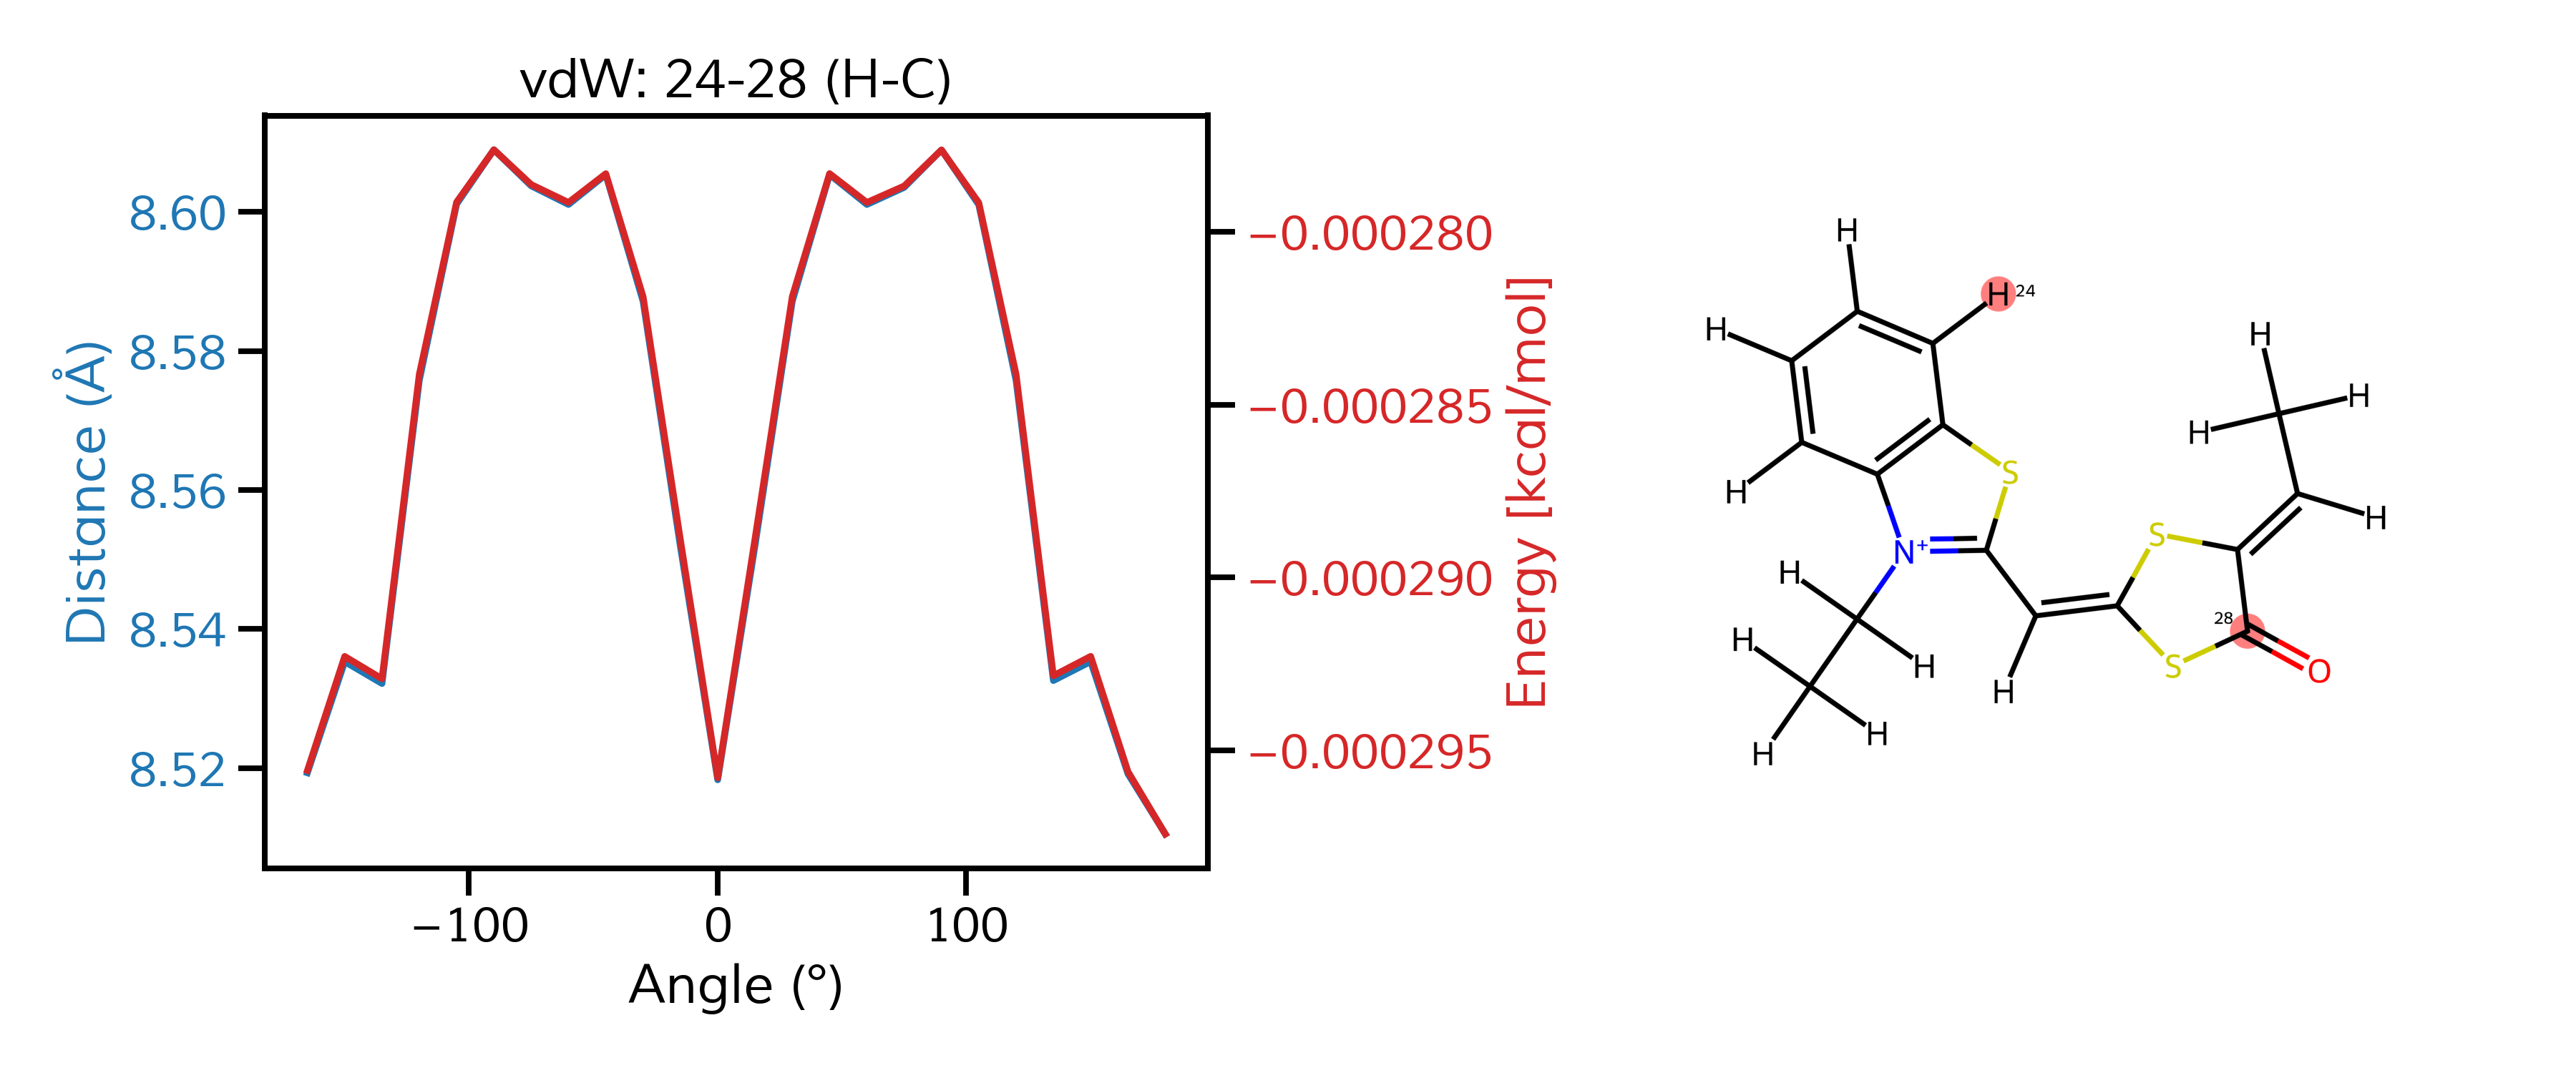 vdW: 24-28 (H-C)
Distance (Å)
8.60
8.58
8.56
8.54
8.52
−100
0
100
Angle (°)
−0.000280
−0.000285
−0.000290
−0.000295
Energy [kcal/mol]
H
H 24
H
H
H
H
H
S
H
H
N+
S
H
28
H
H
S
O
H
H
H